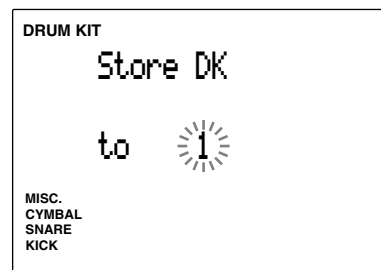 DRUM KIT
Store DK
to 1
MISC.
CYMBAL
SNARE
KICK